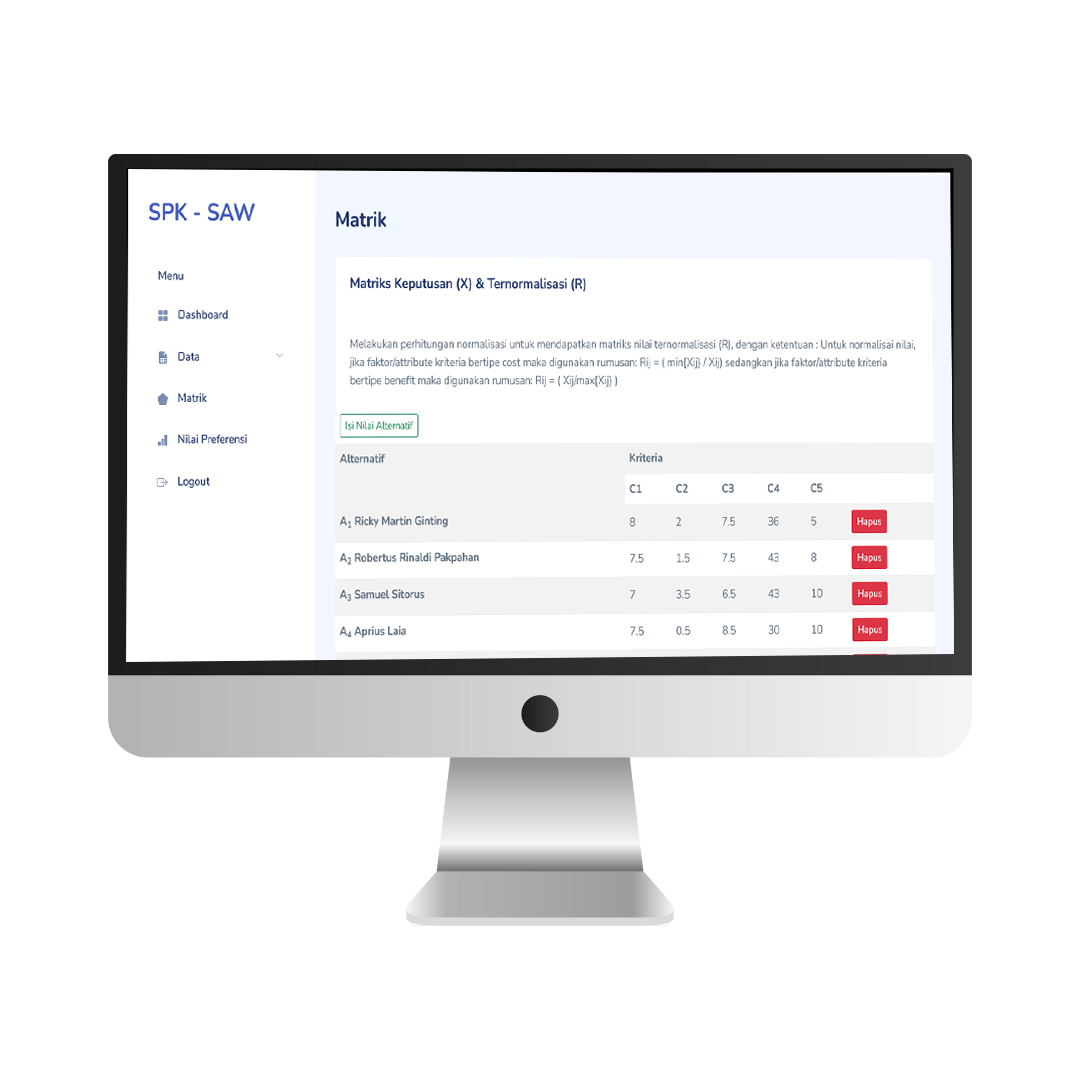 SPK - SAW
Menu
Dashboard
Data
Matrik
Nilai Preferensi
Logout
Matrik
Matriks Keputusan (X) & Ternormalisasi (R)
Melakukan perhitungan normalisasi untuk mendapatkan matriks nilai ternormalisasi (R), dengan ketentuan : Untuk normalisai nilai,
jika faktor/attribute kriteria bertipe cost maka digunakan rumusan: Rij = ( min{Xij} / Xij) sedangkan jika faktor/attribute kriteria
bertipe benefit maka digunakan rumusan: Rij = ( Xij/max{Xij} )
Isi Nilai Alternatif
Alternatif Kriteria
C1 C2 C3 C4 C5
A1 Ricky Martin Ginting 8 2 7.5 36 5 Hapus
A2 Robertus Rinaldi Pakpahan 7.5 1.5 7.5 43 8 Hapus
A3 Samuel Sitorus 7 3.5 6.5 43 10 Hapus
A4 Aprius Laia 7.5 0.5 8.5 30 10 Hapus